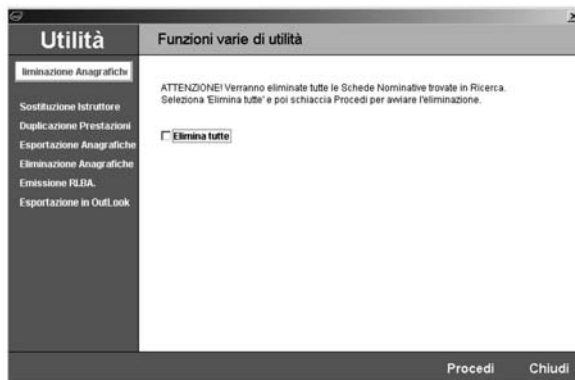 Utilità
Funzioni varie di utilità
liminazione Anagrafich
ATTENZIONE! Verranno eliminate tutte le Schede Nominative trovate in Ricerca.
Seleziona 'Elimina tutte' e poi schiaccia Procedi per avviare l'eliminazione.
Elimina tutte
Sostituzione Istruttore
Duplicazione Prestazioni
Esportazione Anagrafiche
Eliminazione Anagrafiche
Emissione RI.BA.
Esportazione in OutLook
Procedi
Chiudi